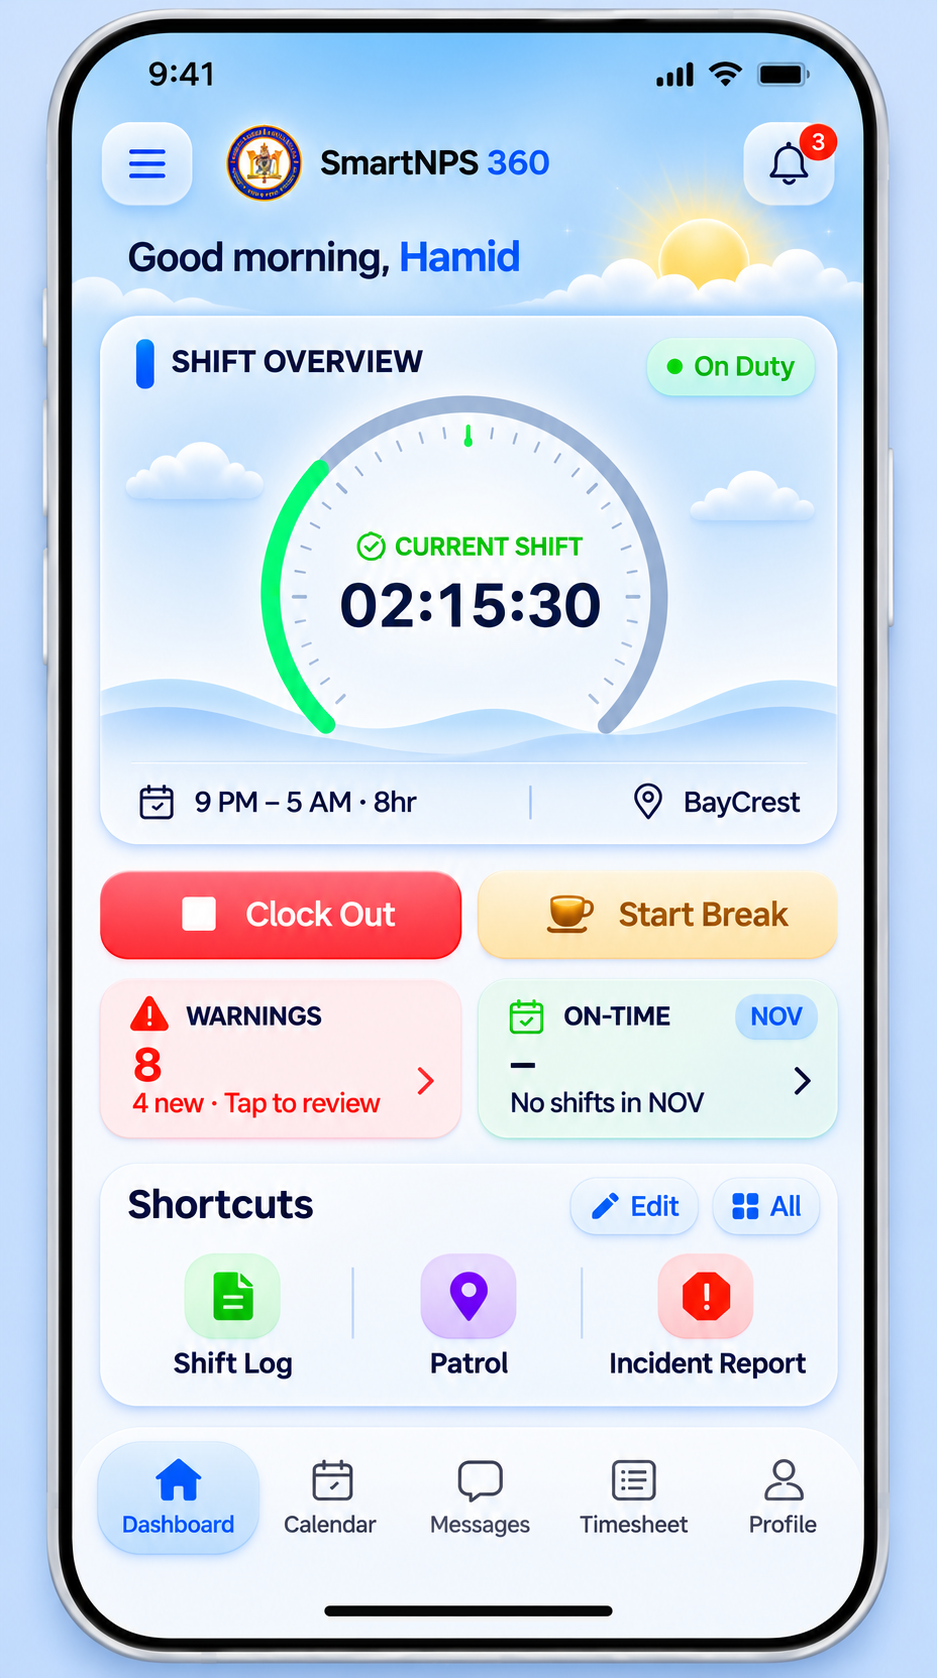 9:41
SmartNPS 360
3
Good morning, Hamid
SHIFT OVERVIEW
On Duty
CURRENT SHIFT
02:15:30
9 PM – 5 AM · 8hr
BayCrest
Clock Out
Start Break
WARNINGS
8
4 new · Tap to review
ON-TIME
NOV
–
No shifts in NOV
Shortcuts
Edit
All
Shift Log
Patrol
Incident Report
Dashboard
Calendar
Messages
Timesheet
Profile